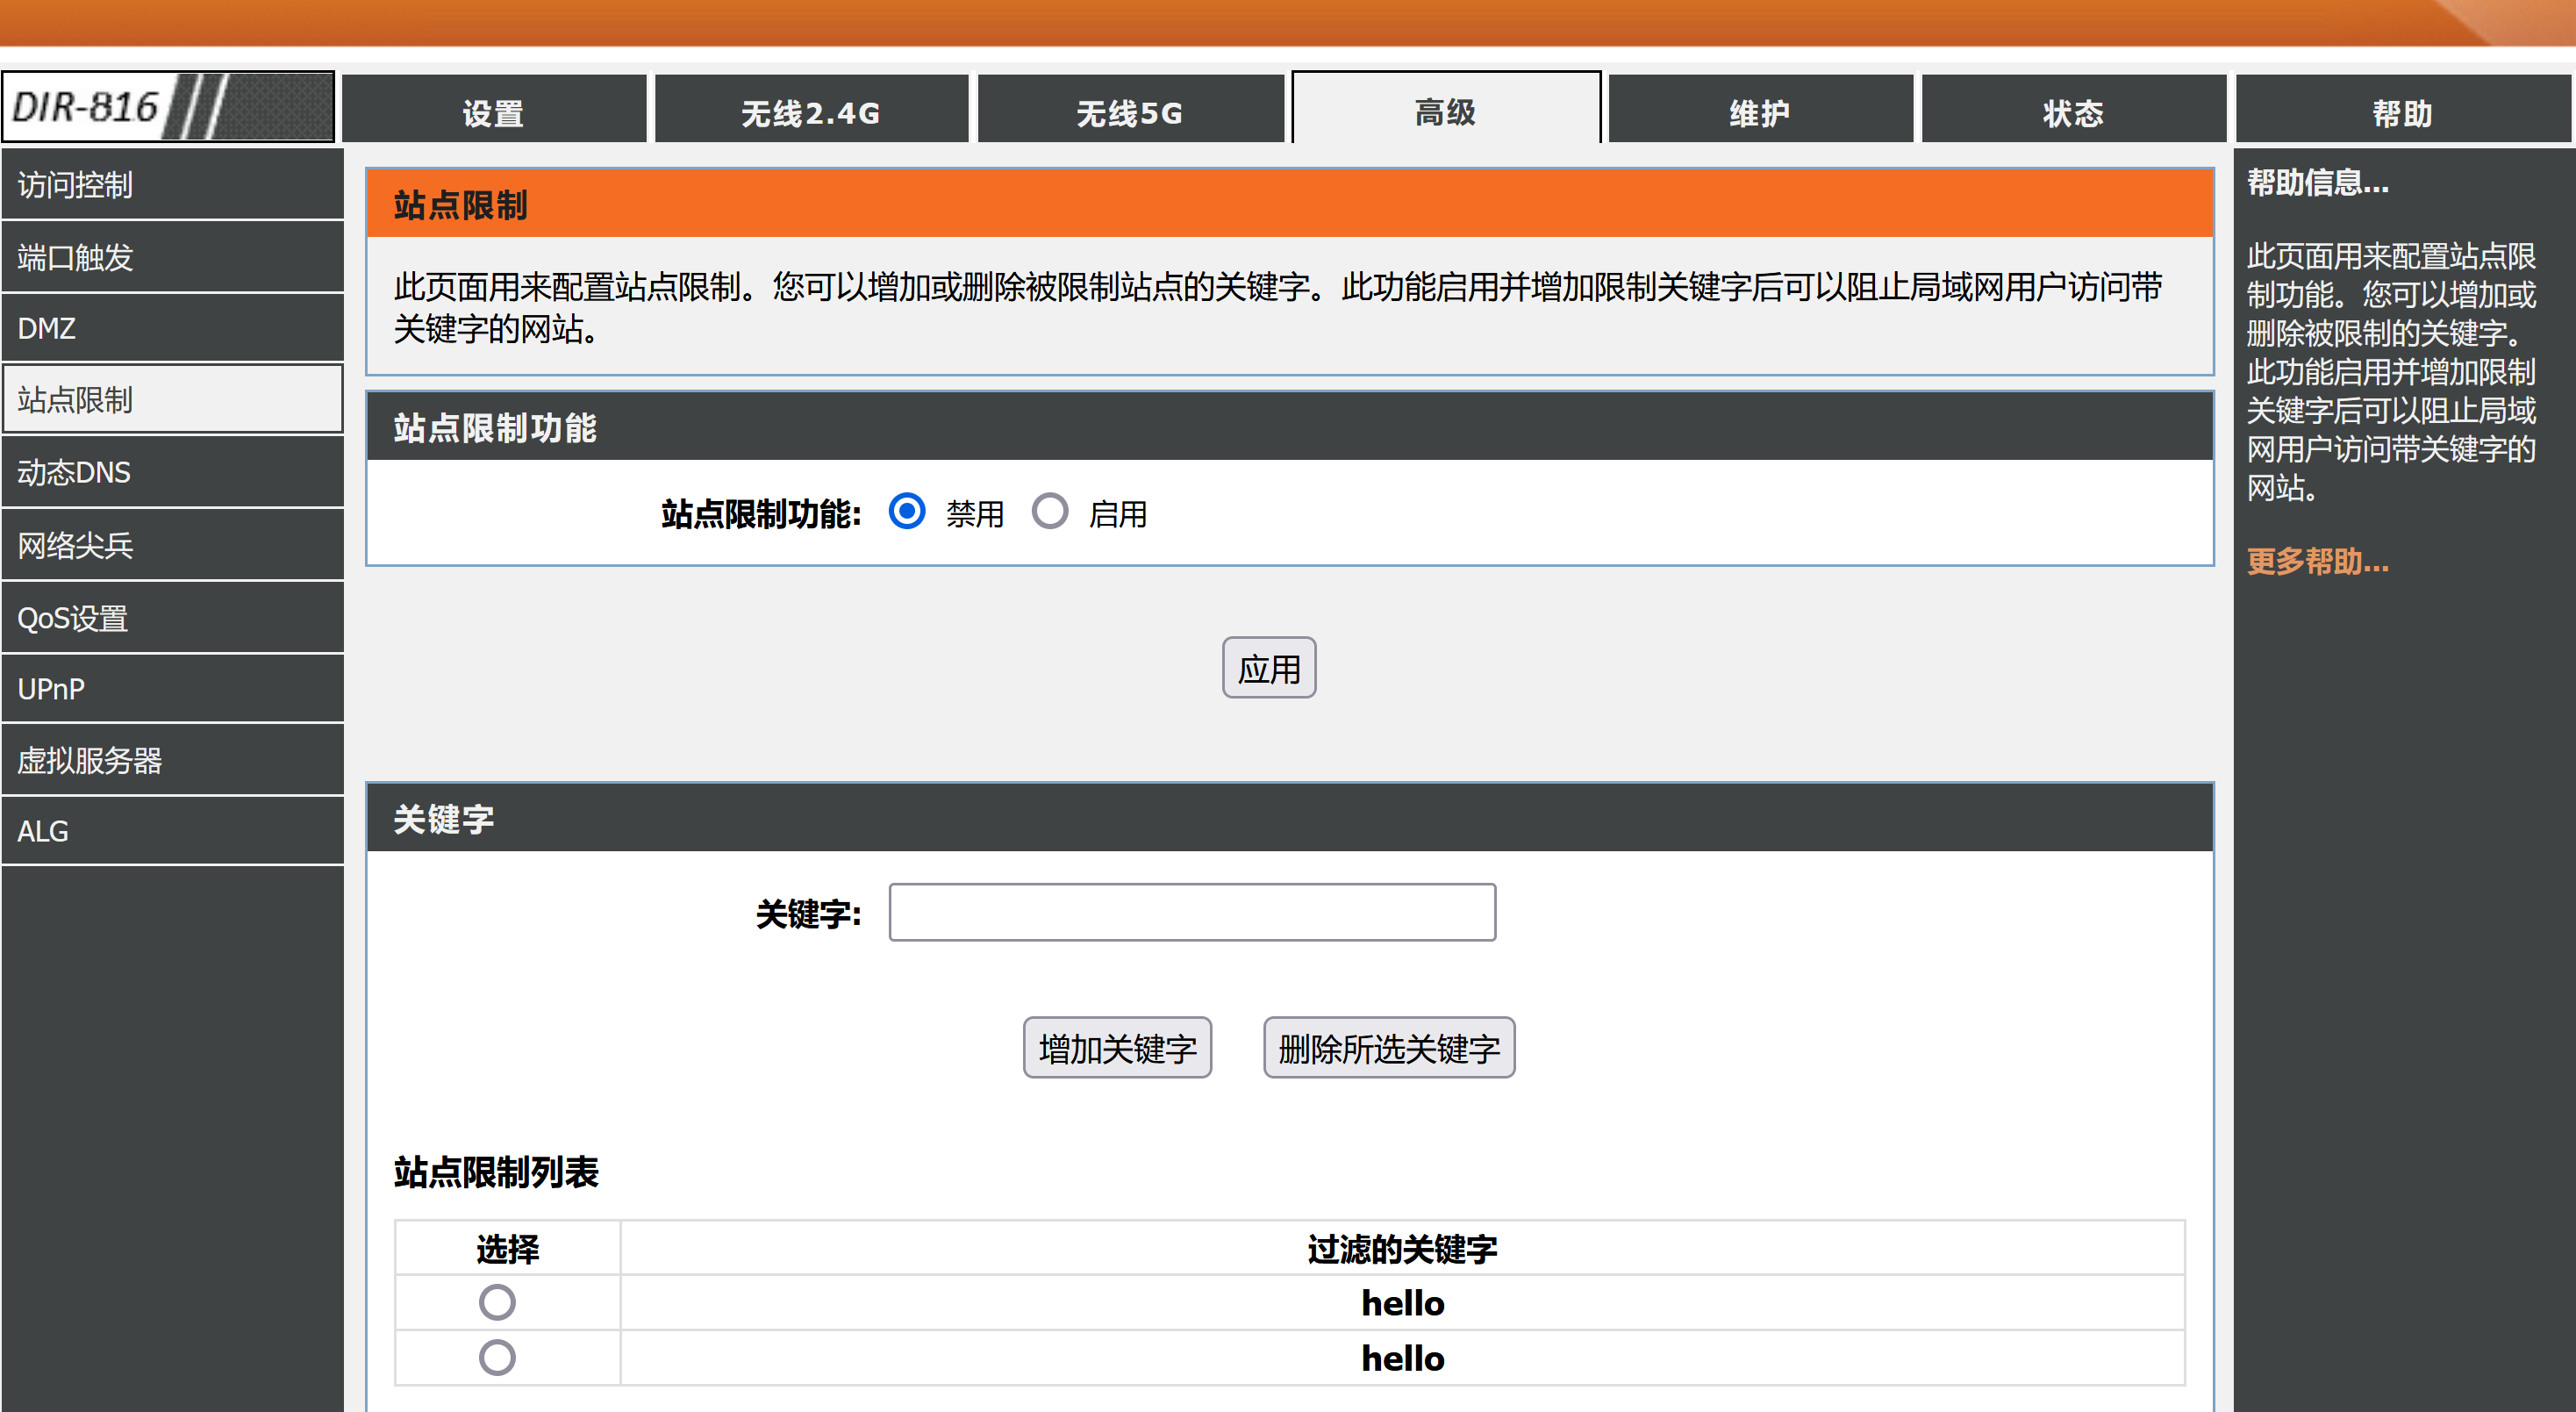 DIR-816
设置
无线2.4G
无线5G
高级
维护
状态
帮助
访问控制
端口触发
DMZ
站点限制
动态DNS
网络尖兵
QoS设置
UPnP
虚拟服务器
ALG
站点限制
此页面用来配置站点限制。您可以增加或删除被限制站点的关键字。此功能启用并增加限制关键字后可以阻止局域网用户访问带
关键字的网站。
站点限制功能
站点限制功能: 禁用 启用
应用
关键字
关键字:
增加关键字 删除所选关键字
站点限制列表
选择 过滤的关键字
hello
hello
帮助信息...
此页面用来配置站点限
制功能。您可以增加或
删除被限制的关键字。
此功能启用并增加限制
关键字后可以阻止局域
网用户访问带关键字的
网站。
更多帮助...